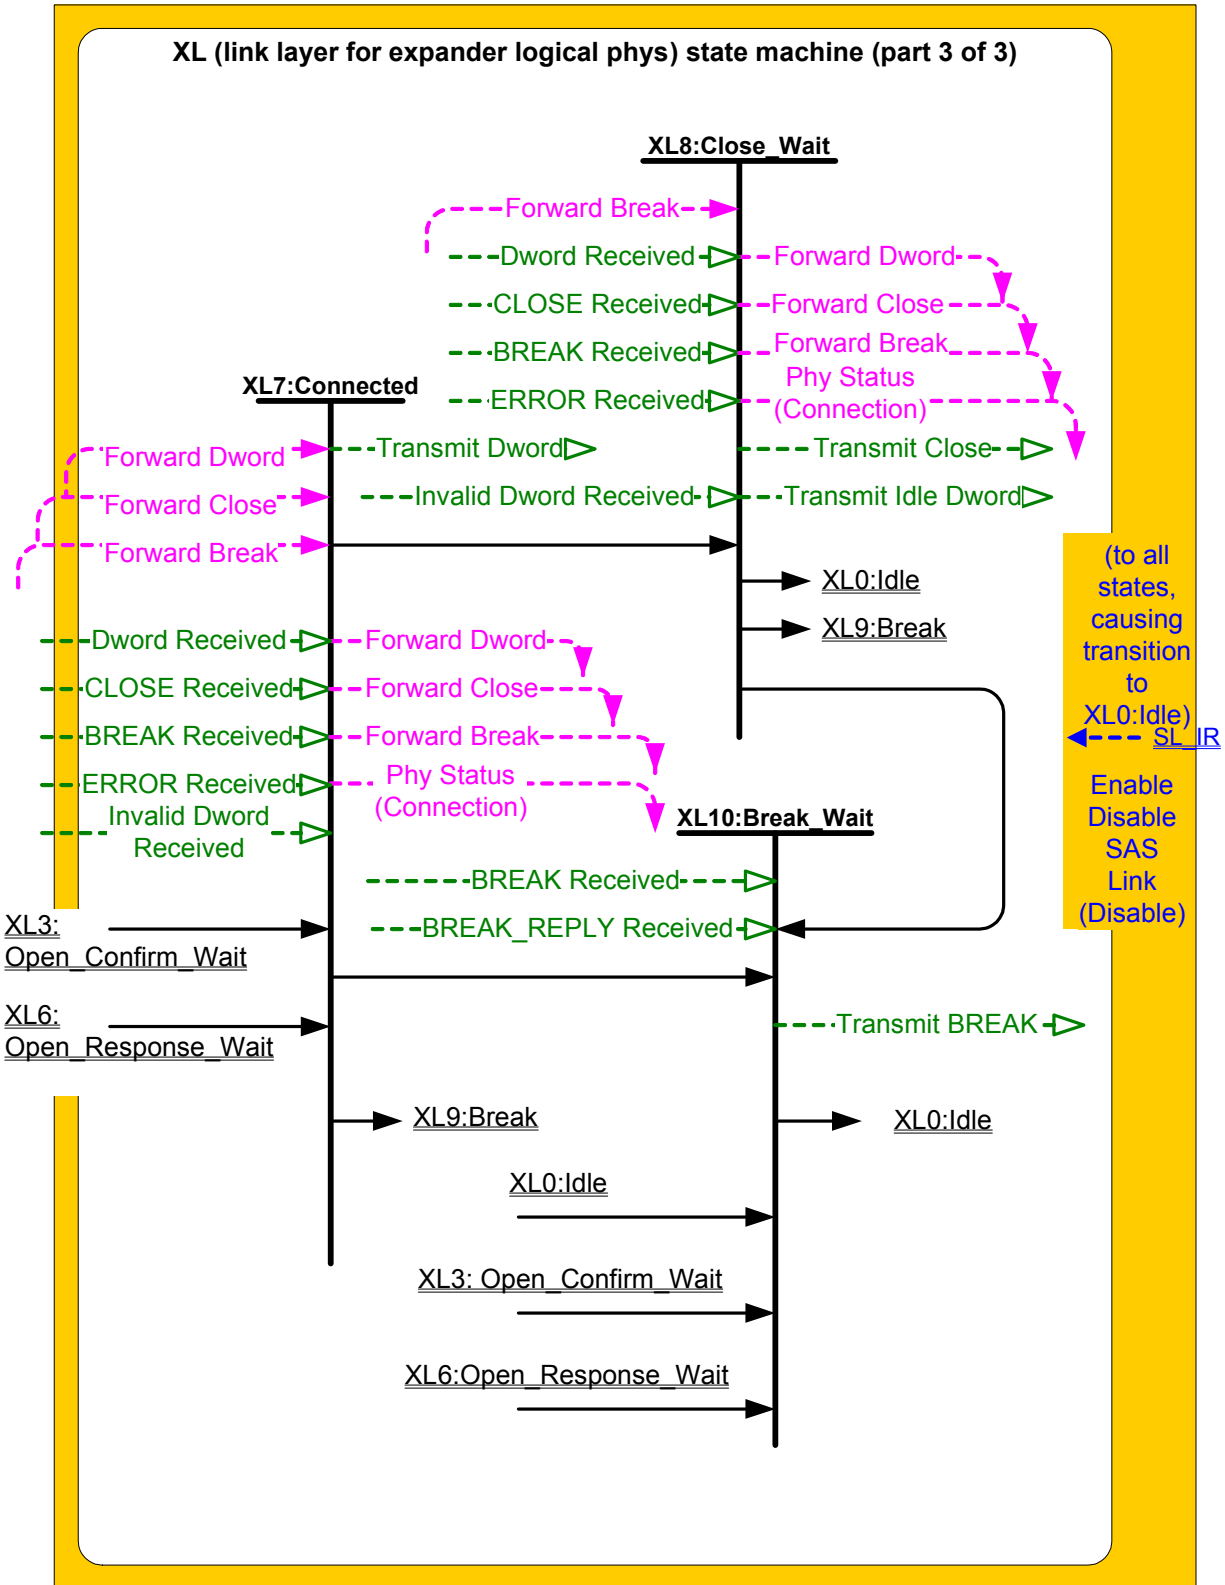 XL (link layer for expander logical phys) state machine (part 3 of 3)
XL8:Close_Wait
Forward Break
Dword Received
Forward Dword
CLOSE Received
Forward Close
BREAK Received
Forward Break
ERROR Received
Phy Status
(Connection)
Transmit Close
Invalid Dword Received
Transmit Idle Dword
XL0:Idle
XL9:Break
XL7:Connected
Forward Dword
Transmit Dword
Forward Close
Forward Break
Dword Received
Forward Dword
CLOSE Received
Forward Close
BREAK Received
Forward Break
ERROR Received
Phy Status
(Connection)
Invalid Dword
Received
XL3:
Open_Confirm_Wait
XL6:
Open_Response_Wait
XL9:Break
XL10:Break_Wait
BREAK Received
BREAK_REPLY Received
Transmit BREAK
XL0:Idle
XL0:Idle
XL3: Open_Confirm_Wait
XL6:Open_Response_Wait
(to all
states,
causing
transition
to
XL0:Idle)
SL_IR
Enable
Disable
SAS
Link
(Disable)